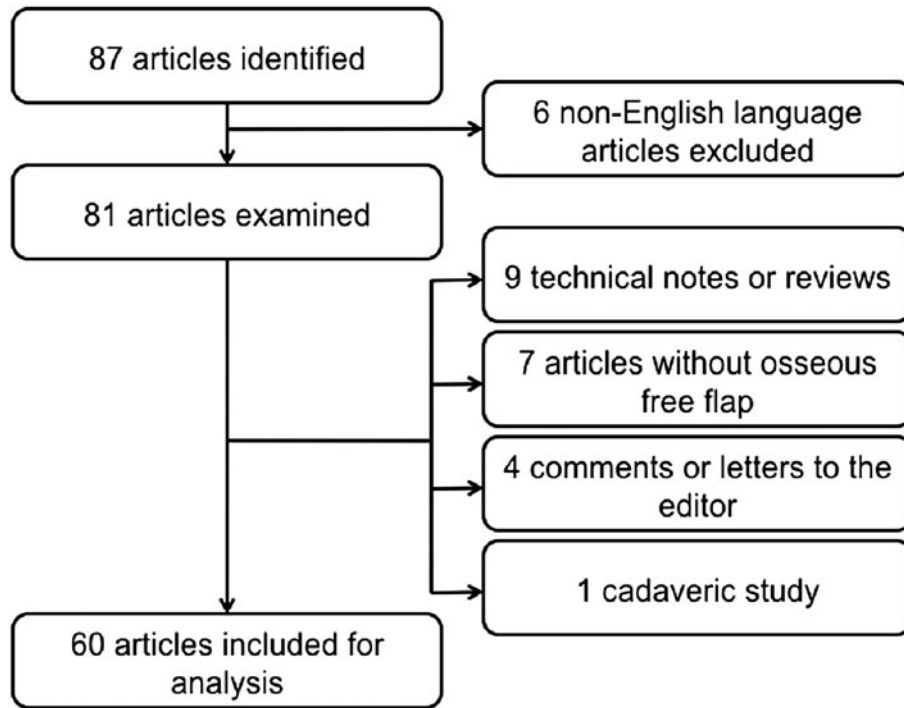 87 articles identified
6 non-English language
articles excluded
81 articles examined
9 technical notes or reviews
7 articles without osseous
free flap
4 comments or letters to the
editor
1 cadaveric study
60 articles included for
analysis